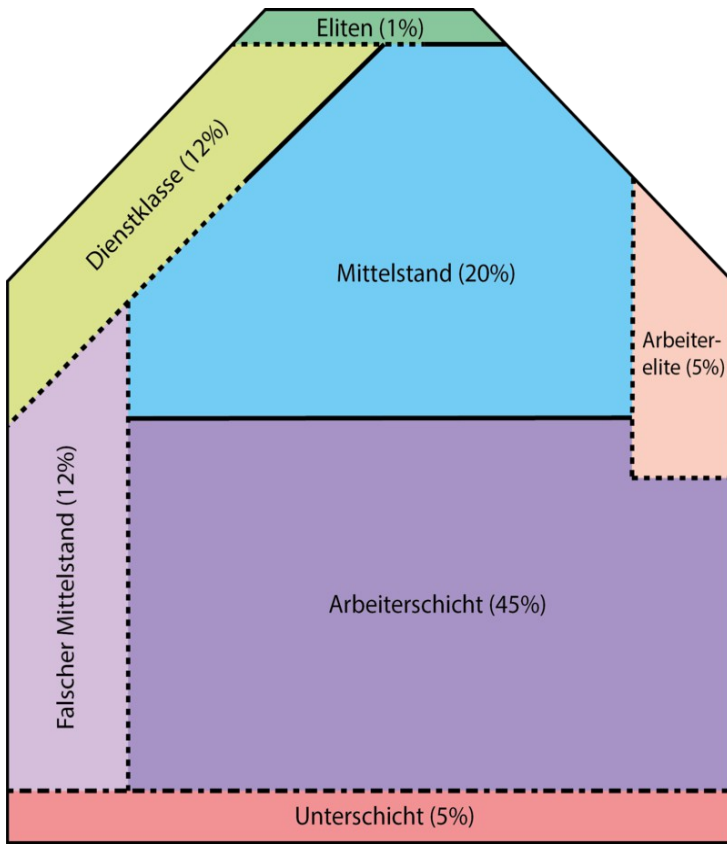 Eliten (1%)
Dienstklasse (12%)
Mittelstand (20%)
Arbeiter-
elite (5%)
Falscher Mittelstand (12%)
Arbeiterschicht (45%)
Unterschicht (5%)